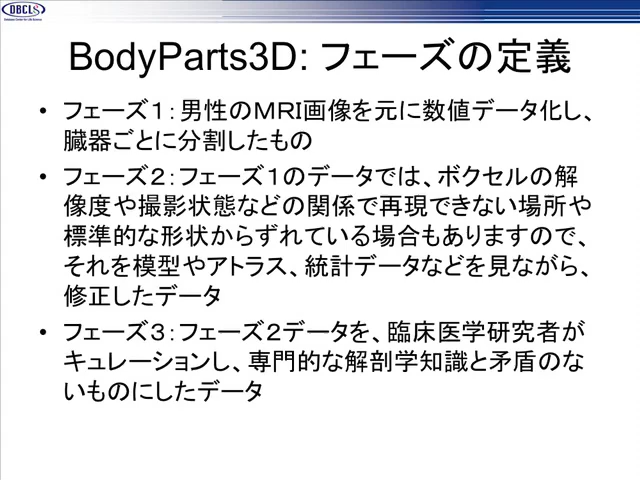 DBCLS
BodyParts3D: フェーズの定義
• フェーズ１：男性のMRI画像を元に数値データ化し、
臓器ごとに分割したもの
• フェーズ２：フェーズ１のデータでは、ボクセルの解
像度や撮影状態などの関係で再現できない場所や
標準的な形状からずれている場合もありますので、
それを模型やアトラス、統計データなどを見ながら、
修正したデータ
• フェーズ３：フェーズ２データを、臨床医学研究者が
キュレーションし、専門的な解剖学知識と矛盾のな
いものにしたデータ